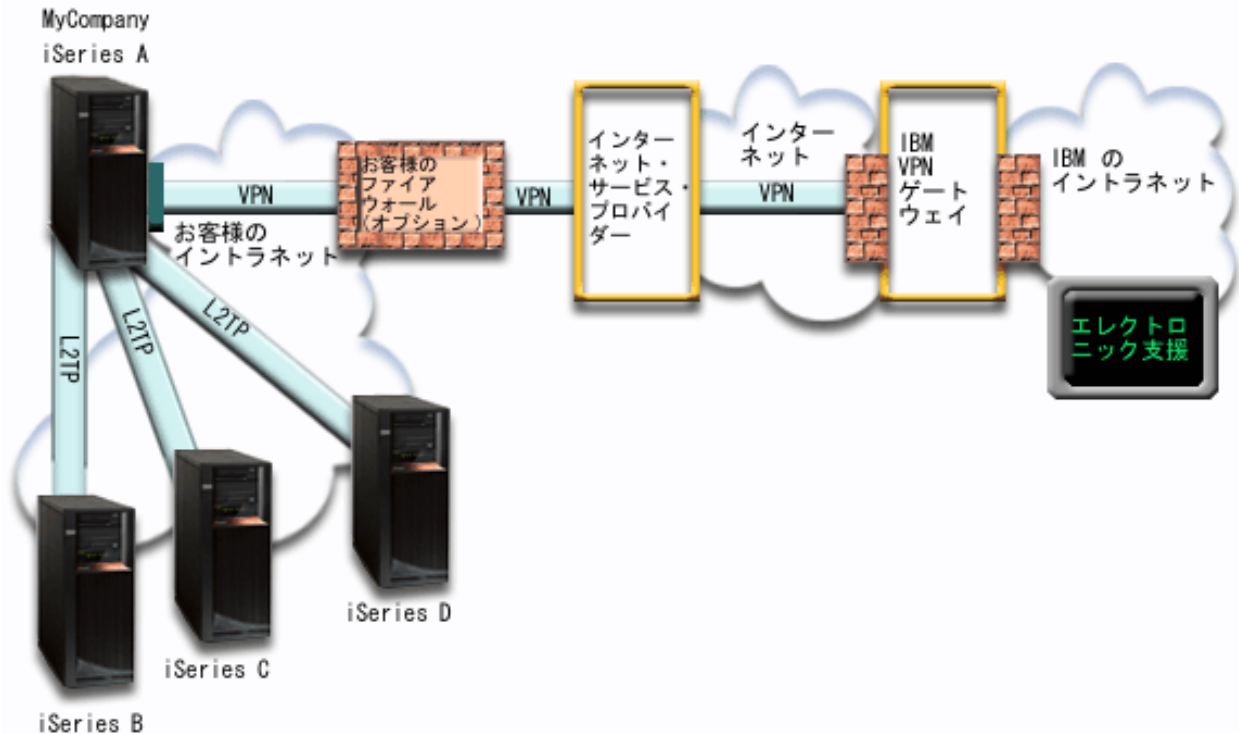 MyCompany
iSeries A
VPN
お客様の
イントラネット
お客様の
ファイア
ウォール
(オプション)
VPN
インター
ネット・
サービス・
プロバイ
ダー
インター
ネット
VPN
IBM
VPN
ゲート
ウェイ
IBM の
イントラネット
エレクトロ
ニック支援
L2TP
L2TP
L2TP
iSeries D
iSeries C
iSeries B